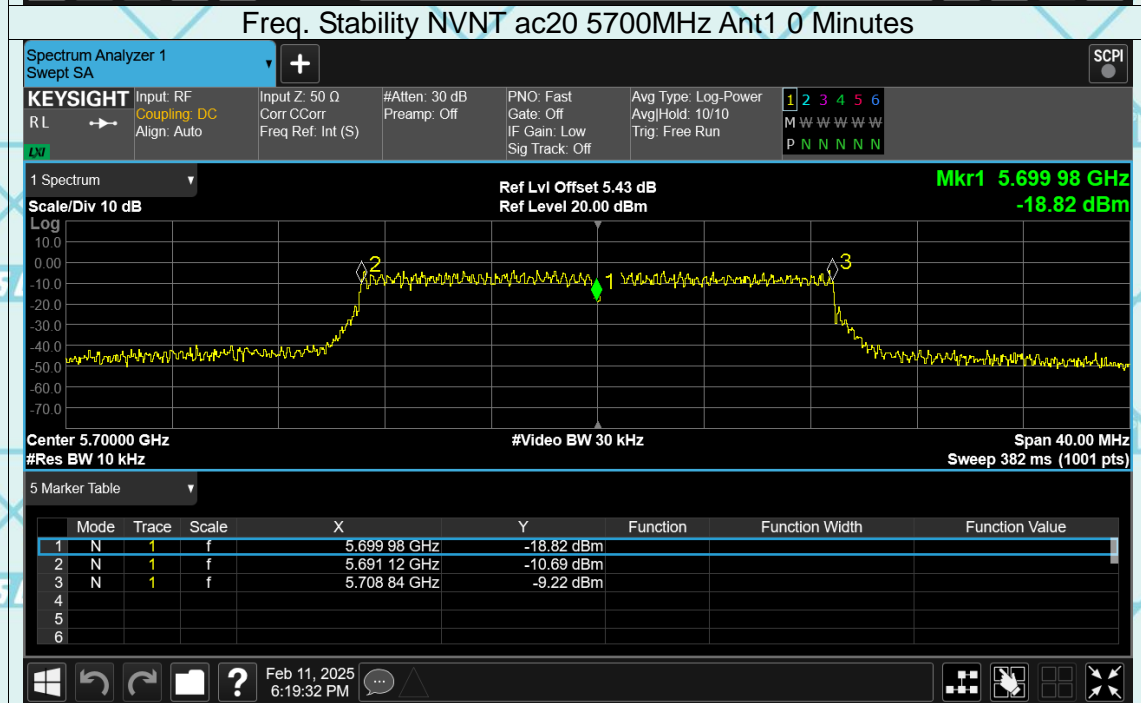 Freq. Stability NVNT ac20 5700MHz Ant1 0 Minutes
Spectrum Analyzer 1
Swept SA
SCPI
KEYSIGHT
RL
LXI
Input: RF
Coupling: DC
Align: Auto
Input Z: 50 Ω
Corr CCorr
Freq Ref: Int (S)
#Atten: 30 dB
Preamp: Off
PNO: Fast
Gate: Off
IF Gain: Low
Sig Track: Off
Avg Type: Log-Power
Avg|Hold: 10/10
Trig: Free Run
1 2 3 4 5 6
M W W W W W
P N N N N N
1 Spectrum
Scale/Div 10 dB
Ref Lvl Offset 5.43 dB
Ref Level 20.00 dBm
Mkr1 5.699 98 GHz
-18.82 dBm
Log
10.0
0.00
-10.0
-20.0
-30.0
-40.0
-50.0
-60.0
-70.0
2
1
3
Center 5.70000 GHz
#Res BW 10 kHz
#Video BW 30 kHz
Span 40.00 MHz
Sweep 382 ms (1001 pts)
5 Marker Table
Mode Trace Scale X Y Function Function Width Function Value
1 N 1 f 5.699 98 GHz -18.82 dBm
2 N 1 f 5.691 12 GHz -10.69 dBm
3 N 1 f 5.708 84 GHz -9.22 dBm
4
5
6
?
Feb 11, 2025
6:19:32 PM